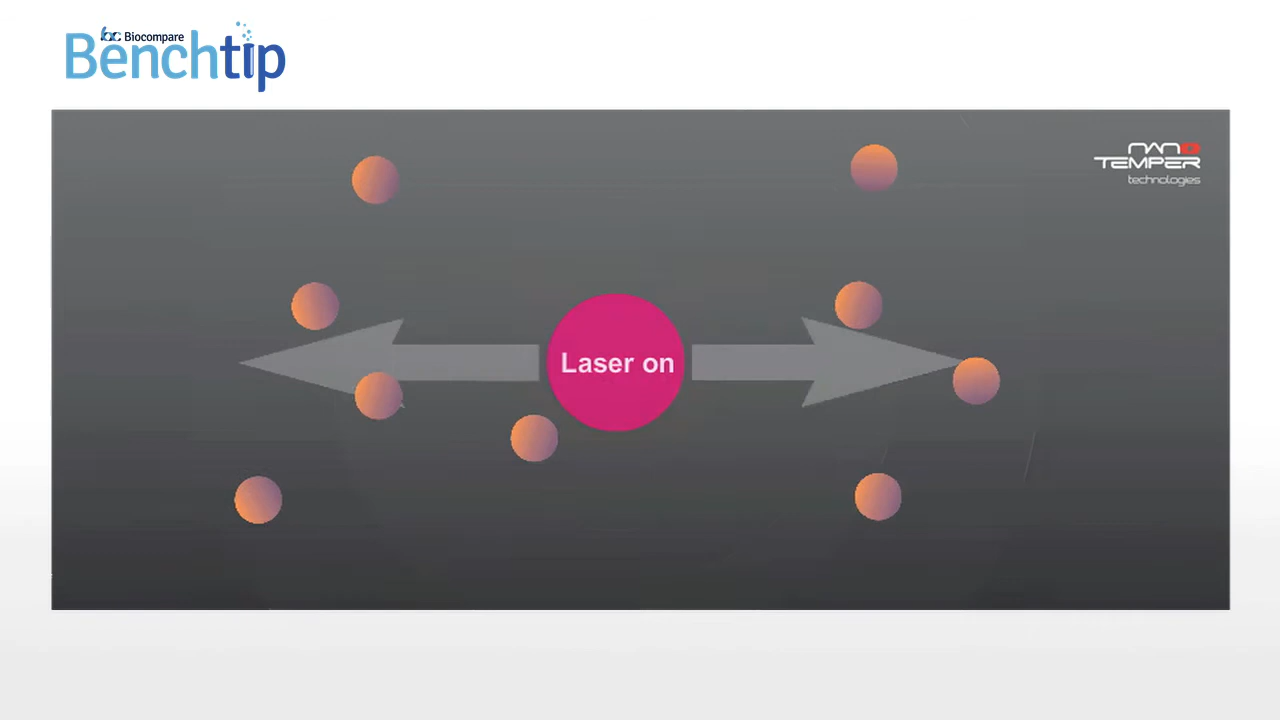 Biocompare
Benchtip
NANO
TEMPER
technologies
Laser on